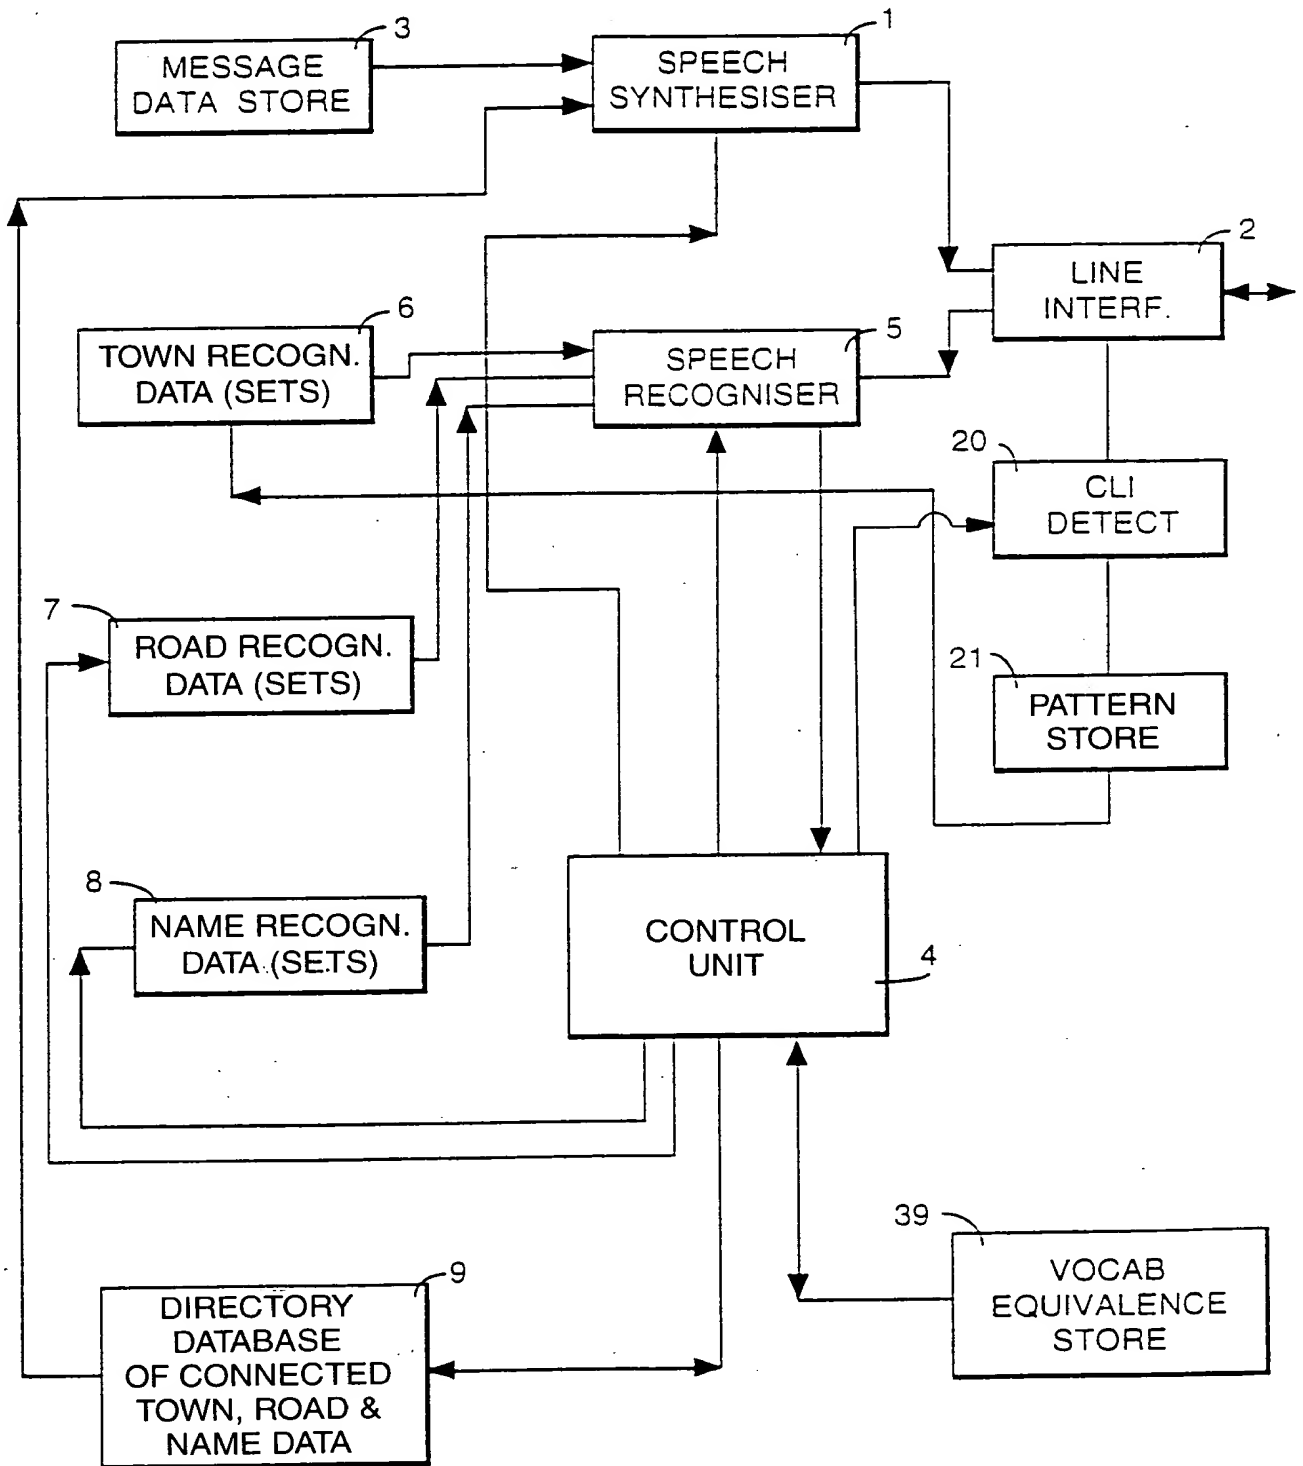 3
MESSAGE
DATA STORE
1
SPEECH
SYNTHESISER
2
LINE
INTERF.
6
TOWN RECOGN.
DATA (SETS)
5
SPEECH
RECOGNISER
20
CLI
DETECT
7
ROAD RECOGN.
DATA (SETS)
21
PATTERN
STORE
8
NAME RECOGN.
DATA (SETS)
CONTROL
UNIT
4
39
VOCAB
EQUIVALENCE
STORE
9
DIRECTORY
DATABASE
OF CONNECTED
TOWN, ROAD &
NAME DATA